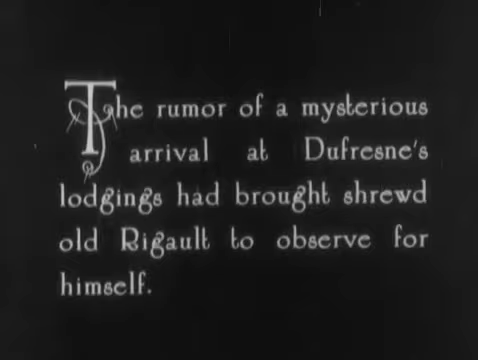 The rumor of a mysterious
arrival at Dufresne's
lodgings had brought shrewd
old Rigault to observe for
himself.